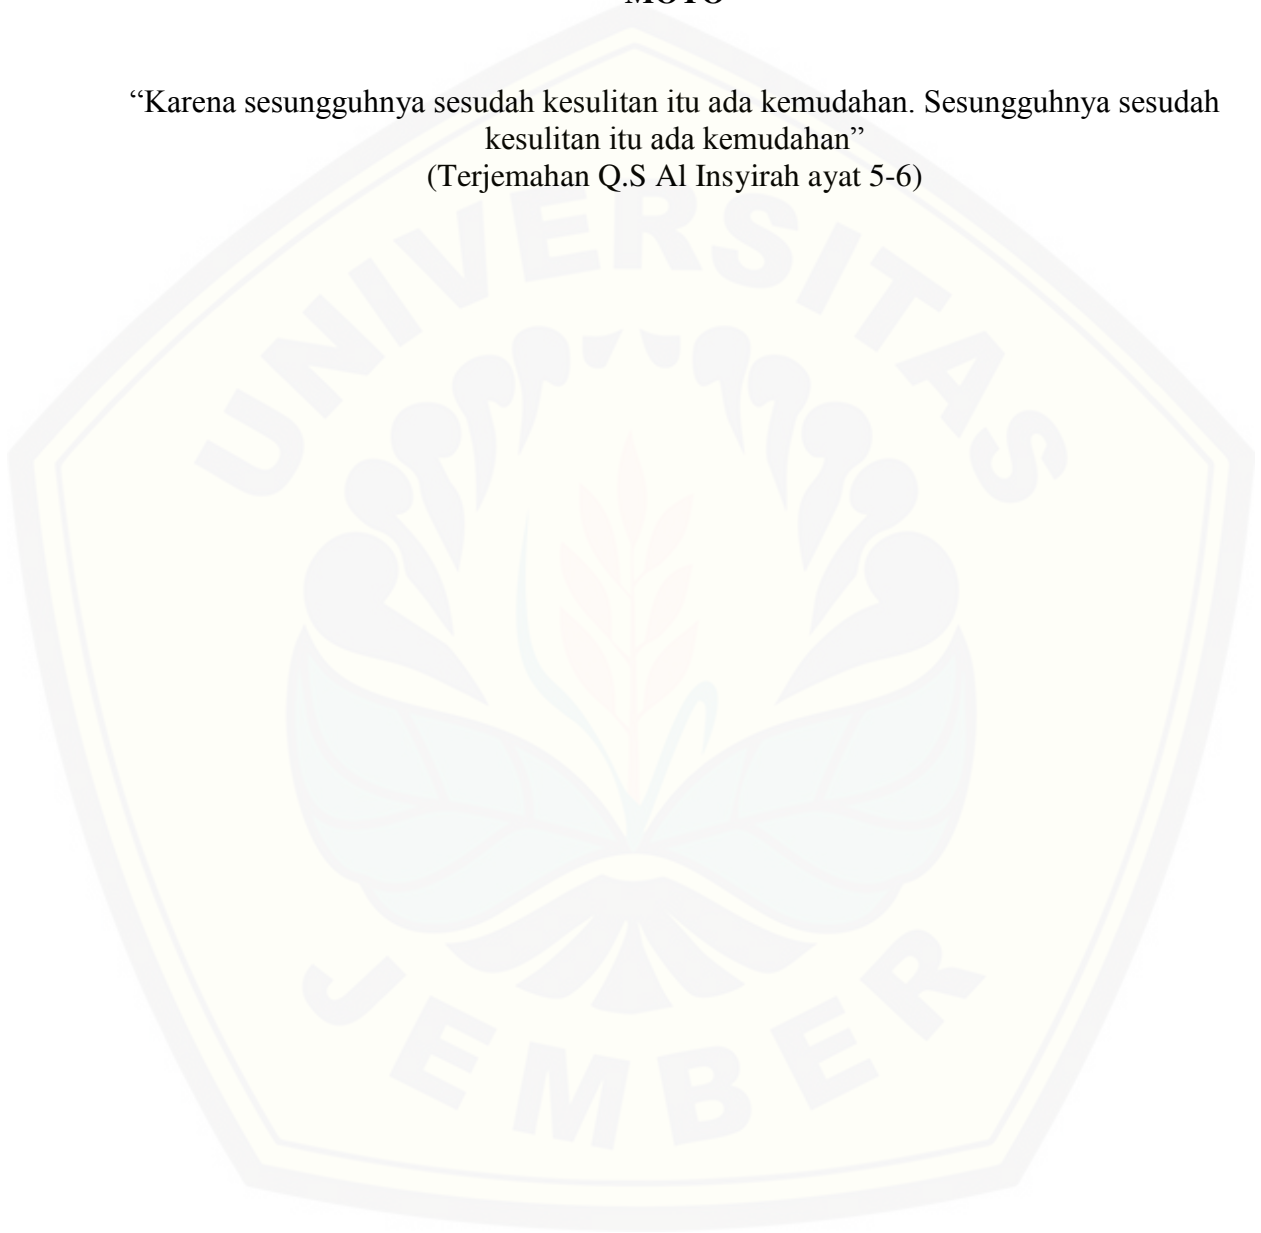 MOTO
“Karena sesungguhnya sesudah kesulitan itu ada kemudahan. Sesungguhnya sesudah
kesulitan itu ada kemudahan”
(Terjemahan Q.S Al Insyirah ayat 5-6)
UNIVERSITAS
JEMBER